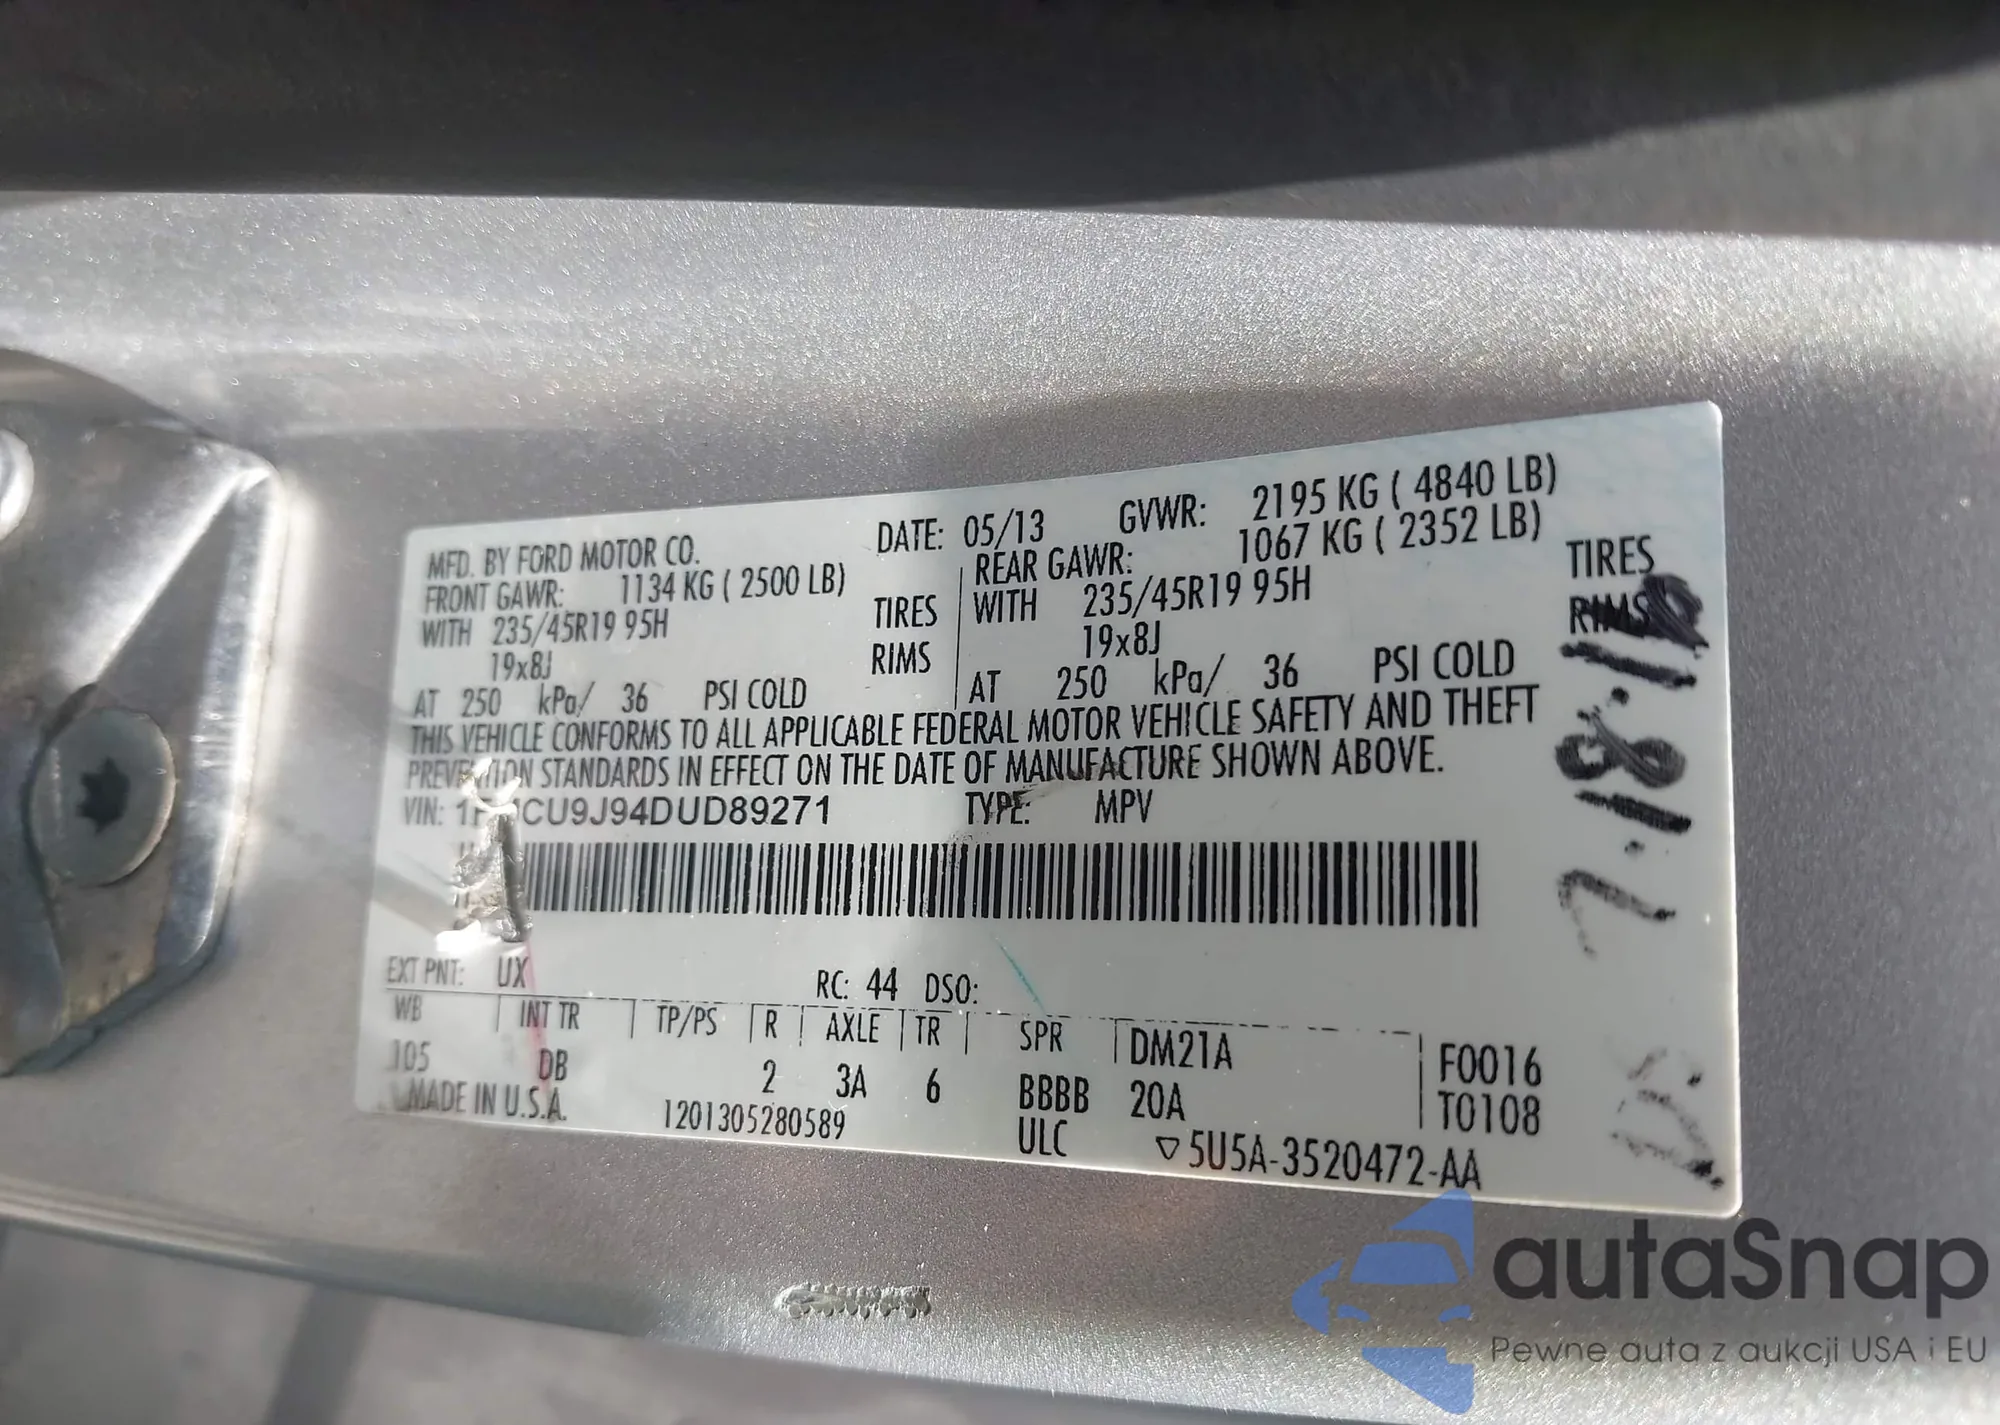 MFD. BY FORD MOTOR CO. DATE: 05/13 GVWR: 2195 KG ( 4840 LB)
FRONT GAWR: 1134 KG ( 2500 LB) REAR GAWR: 1067 KG ( 2352 LB)
WITH 235/45R19 95H TIRES WITH 235/45R19 95H TIRES
19x8J RIMS 19x8J RIMS
AT 250 kPa/ 36 PSI COLD AT 250 kPa/ 36 PSI COLD
THIS VEHICLE CONFORMS TO ALL APPLICABLE FEDERAL MOTOR VEHICLE SAFETY AND THEFT
PREVENTION STANDARDS IN EFFECT ON THE DATE OF MANUFACTURE SHOWN ABOVE.
VIN: TYPE: MPV
EXT PNT: UX RC: 44 DSO:
WB INT TR TP/PS R AXLE TR SPR DM21A F0016
105 DB 2 3A 6 BBBB 20A T0108
MADE IN U.S.A. 1201305280589 ULC ▽5U5A-3520472-AA
autaSnap
Pewne auta z aukcji USA i EU